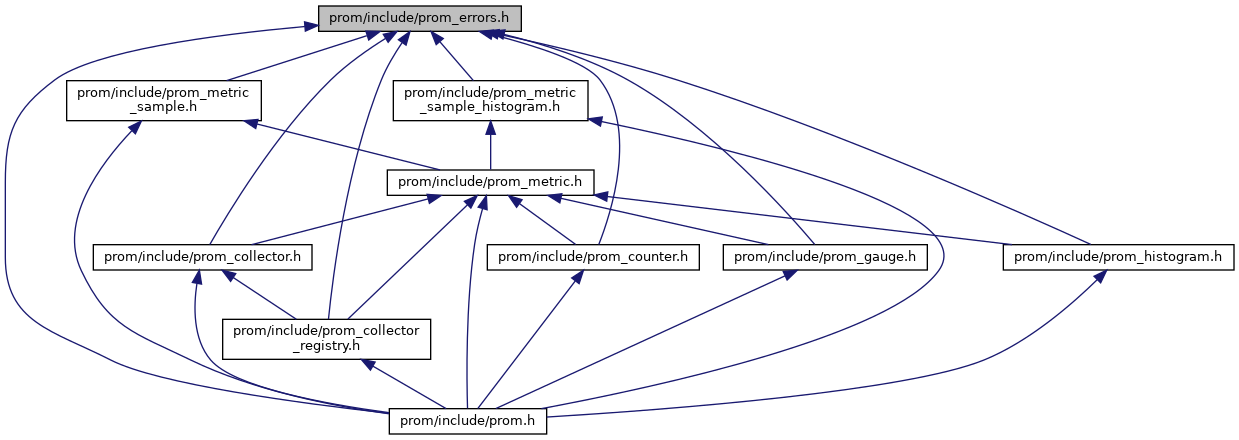 prom/include/prom_errors.h
prom/include/prom_metric
_sample.h
prom/include/prom_metric
_sample_histogram.h
prom/include/prom_metric.h
prom/include/prom_collector.h
prom/include/prom_counter.h
prom/include/prom_gauge.h
prom/include/prom_histogram.h
prom/include/prom_collector
_registry.h
prom/include/prom.h